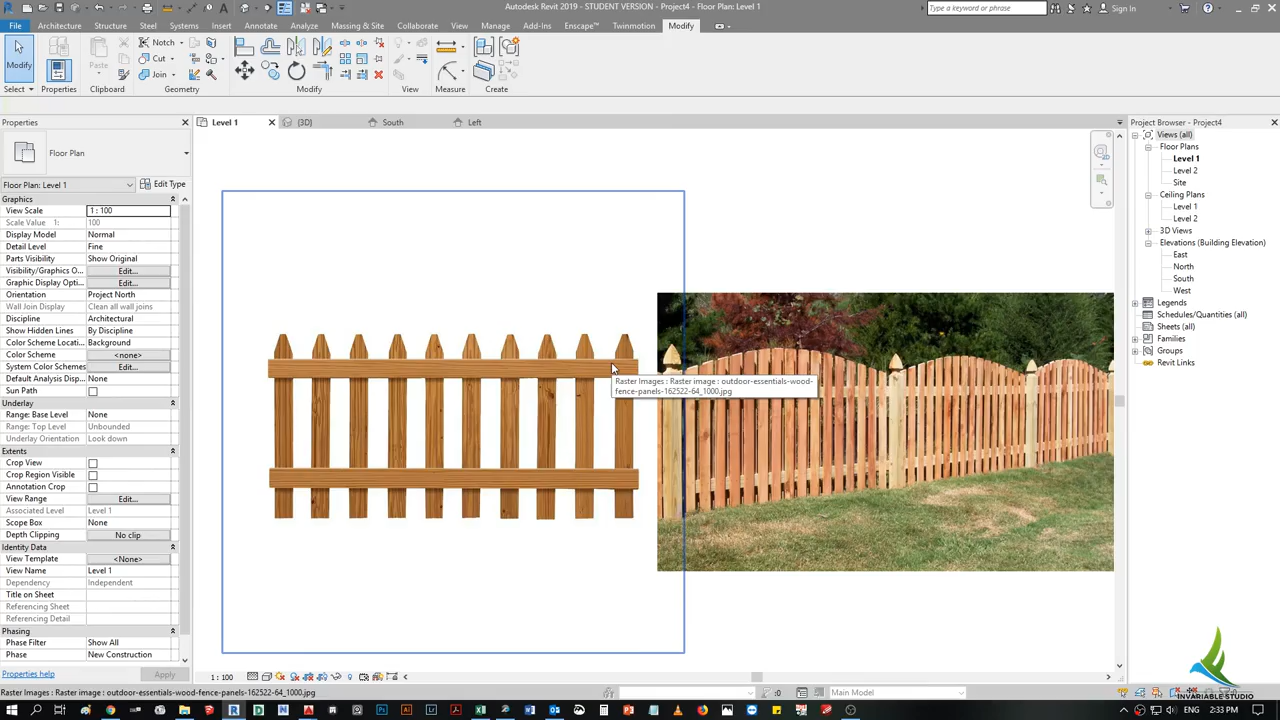 Autodesk Revit 2019 - STUDENT VERSION - Project4 - Floor Plan: Level 1
Type a keyword or phrase
Sign In
File Architecture Structure Steel Systems Insert Annotate Analyze Massing & Site Collaborate View Manage Add-Ins Enscape™ Twinmotion Modify
Modify
Paste
Notch
Cut
Join
Select Properties Clipboard Geometry Modify View Measure Create
Properties
Floor Plan
Floor Plan: Level 1
Edit Type
Graphics
View Scale 1 : 100
Scale Value 1: 100
Display Model Normal
Detail Level Fine
Parts Visibility Show Original
Visibility/Graphics O... Edit...
Graphic Display Opti... Edit...
Orientation Project North
Wall Join Display Clean all wall joins
Discipline Architectural
Show Hidden Lines By Discipline
Color Scheme Locati... Background
Color Scheme <none>
System Color Schemes Edit...
Default Analysis Disp... None
Sun Path
Underlay
Range: Base Level None
Range: Top Level Unbounded
Underlay Orientation Look down
Extents
Crop View
Crop Region Visible
Annotation Crop
View Range Edit...
Associated Level Level 1
Scope Box None
Depth Clipping No clip
Identity Data
View Template <None>
View Name Level 1
Dependency Independent
Title on Sheet
Referencing Sheet
Referencing Detail
Phasing
Phase Filter Show All
Phase New Construction
Properties help
Apply
Level 1
{3D}
South
Left
Raster Images : Raster image : outdoor-essentials-wood-
fence-panels-162522-64_1000.jpg
Project Browser - Project4
Views (all)
Floor Plans
Level 1
Level 2
Site
Ceiling Plans
Level 1
Level 2
3D Views
Elevations (Building Elevation)
East
North
South
West
Legends
Schedules/Quantities (all)
Sheets (all)
Families
Groups
Revit Links
1 : 100
Raster Images : Raster image : outdoor-essentials-wood-fence-panels-162522-64_1000.jpg
:0
Main Model
INVARIABLE STUDIO
2:33 PM